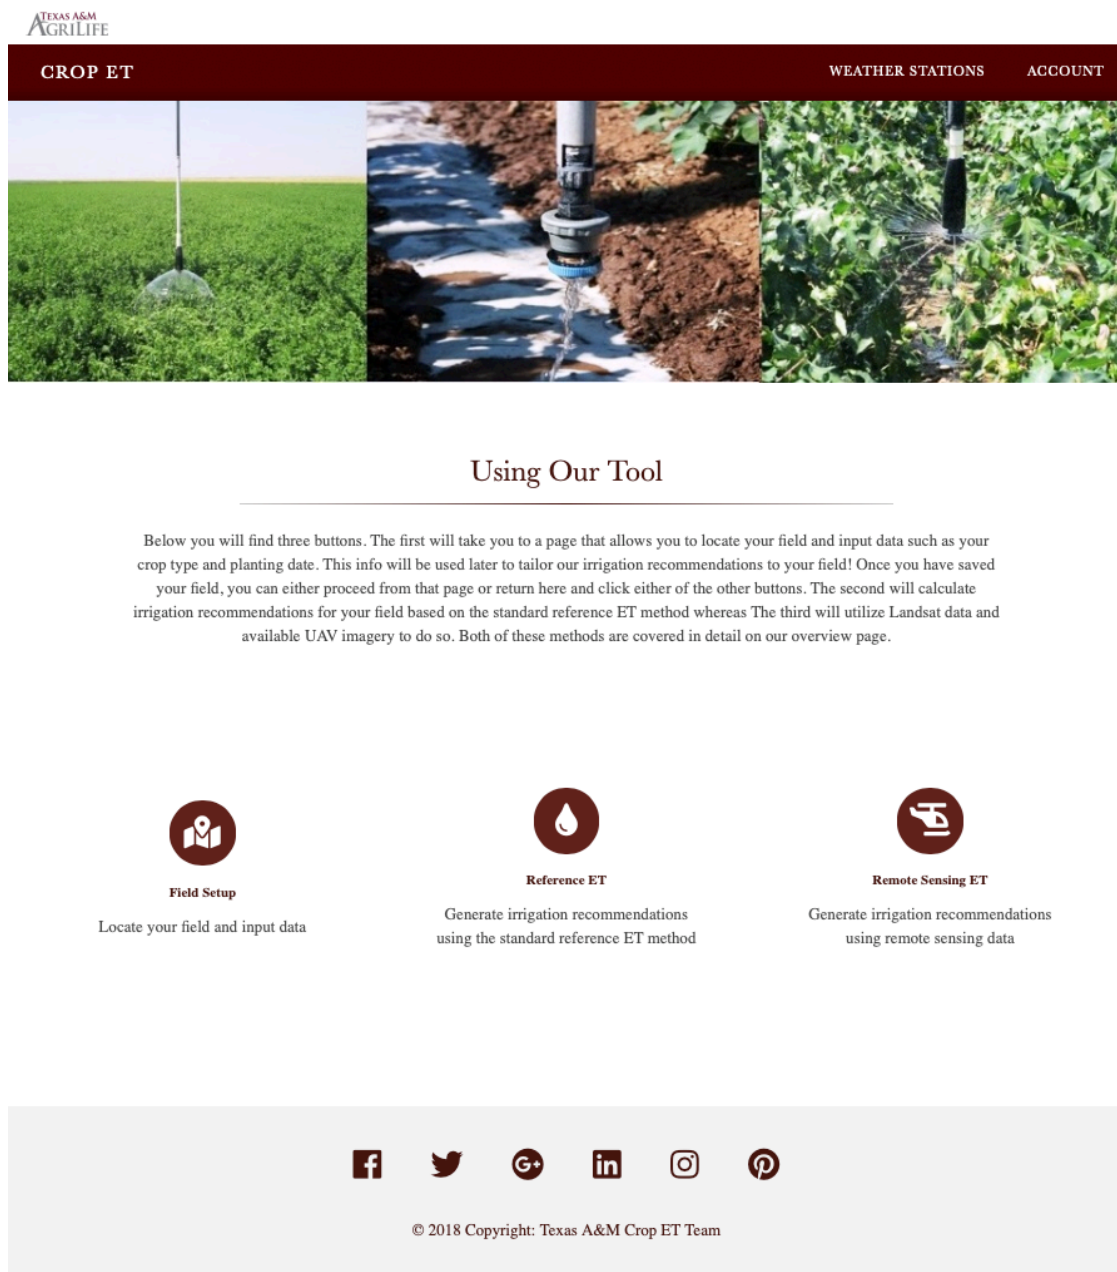 TEXAS A&M
AGRILIFE
CROP ET
WEATHER STATIONS
ACCOUNT
Using Our Tool
Below you will find three buttons. The first will take you to a page that allows you to locate your field and input data such as your
crop type and planting date. This info will be used later to tailor our irrigation recommendations to your field! Once you have saved
your field, you can either proceed from that page or return here and click either of the other buttons. The second will calculate
irrigation recommendations for your field based on the standard reference ET method whereas The third will utilize Landsat data and
available UAV imagery to do so. Both of these methods are covered in detail on our overview page.
Field Setup
Locate your field and input data
Reference ET
Generate irrigation recommendations
using the standard reference ET method
Remote Sensing ET
Generate irrigation recommendations
using remote sensing data
© 2018 Copyright: Texas A&M Crop ET Team